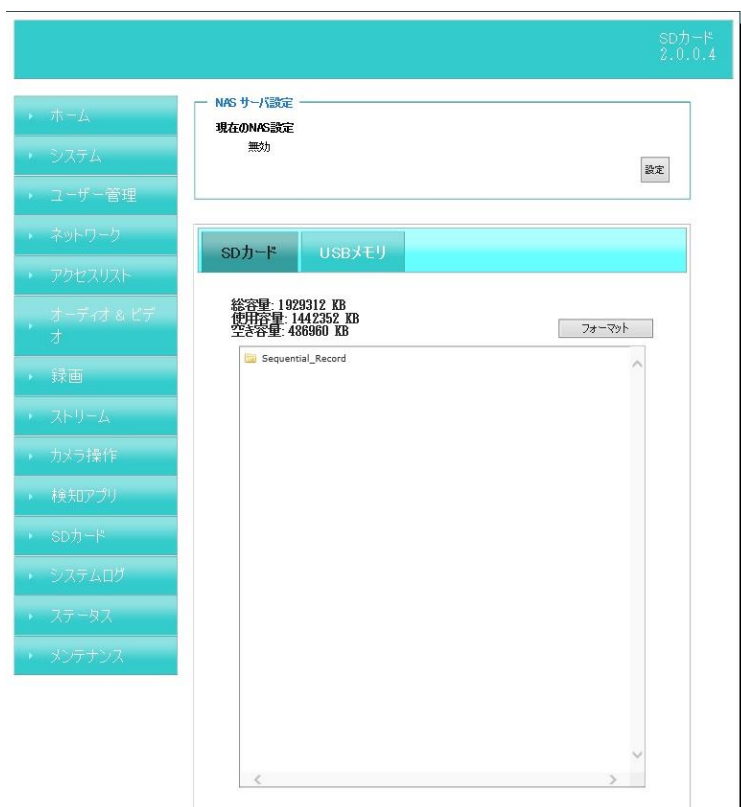 SDカード
2.0.0.4
ホーム
システム
ユーザー管理
ネットワーク
アクセスリスト
オーディオ & ビデ
オ
録画
ストリーム
カメラ操作
検知アプリ
SDカード
システムログ
ステータス
メンテナンス
NAS サーバ設定
現在のNAS設定
無効
設定
SDカード USBメモリ
総容量: 1929312 KB
使用容量: 1442352 KB
空き容量: 486960 KB
フォーマット
Sequential_Record